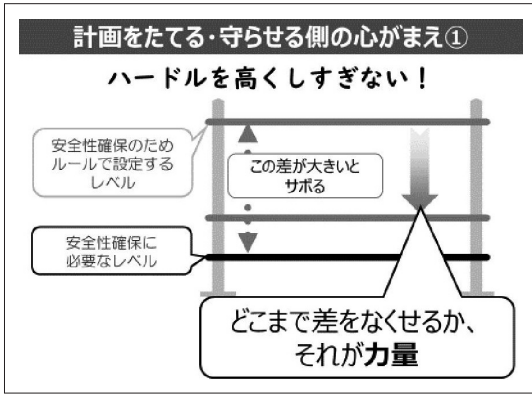 計画をたてる・守らせる側の心がまえ①
ハードルを高くしすぎない！
安全性確保のため
ルールで設定する
レベル
この差が大きいと
サボる
安全性確保に
必要なレベル
どこまで差をなくせるか、
それが力量